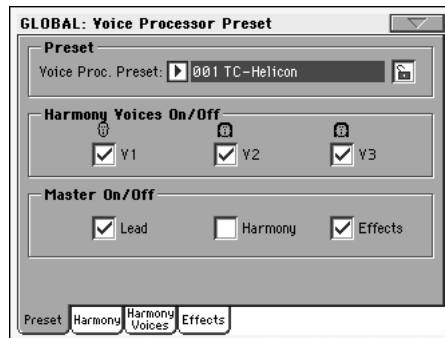 GLOBAL: Voice Processor Preset
Preset
Voice Proc. Preset: 001 TC-Helicon
Harmony Voices On/Off
V1 V2 V3
Master On/Off
Lead Harmony Effects
Preset Harmony Harmony Voices Effects